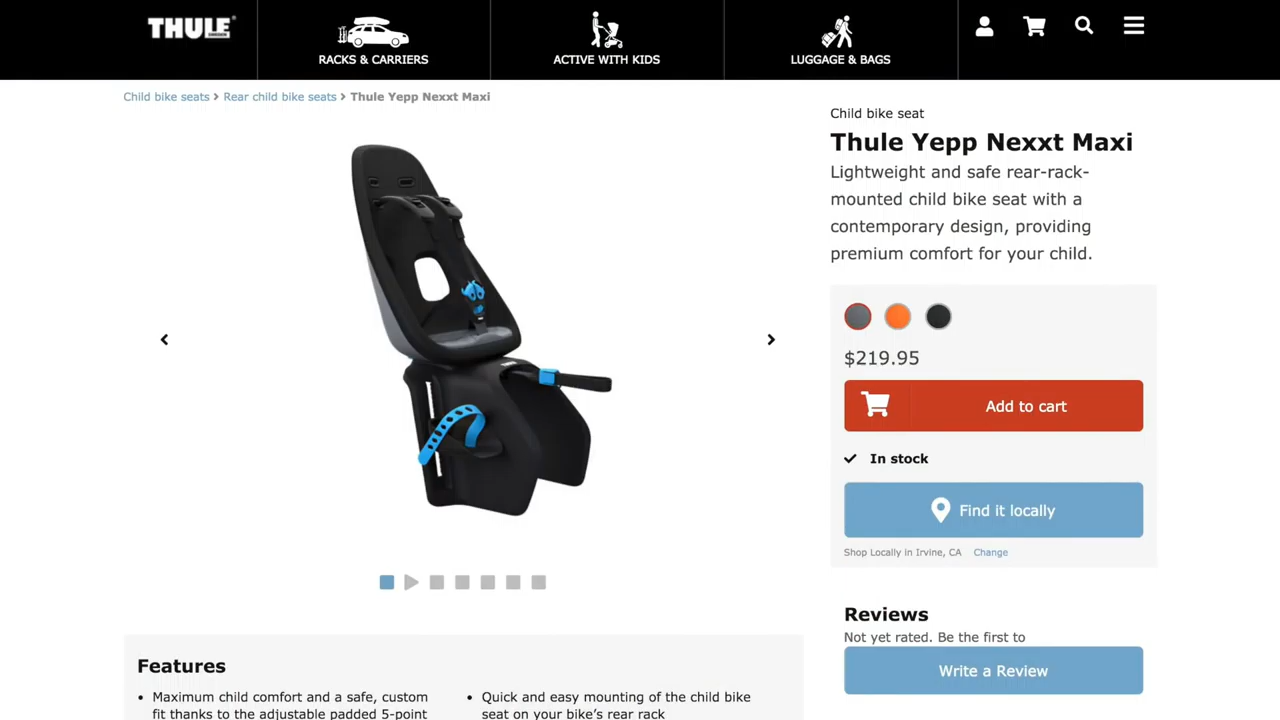 THULE
RACKS & CARRIERS
ACTIVE WITH KIDS
LUGGAGE & BAGS
Child bike seats > Rear child bike seats > Thule Yepp Nexxt Maxi
Child bike seat
Thule Yepp Nexxt Maxi
Lightweight and safe rear-rack-
mounted child bike seat with a
contemporary design, providing
premium comfort for your child.
$219.95
Add to cart
In stock
Find it locally
Shop Locally in Irvine, CA Change
Reviews
Not yet rated. Be the first to
Write a Review
Features
• Maximum child comfort and a safe, custom
fit thanks to the adjustable padded 5-point
• Quick and easy mounting of the child bike
seat on your bike’s rear rack